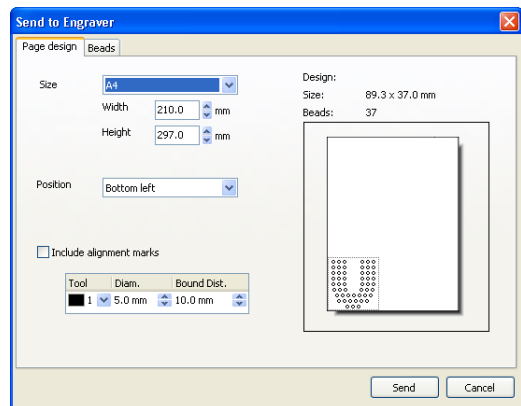 Send to Engraver
Page design
Beads
Size
A4
Width
210.0
mm
Height
297.0
mm
Position
Bottom left
Include alignment marks
Tool Diam. Bound Dist.
1 5.0 mm 10.0 mm
Design:
Size: 89.3 x 37.0 mm
Beads: 37
Send
Cancel